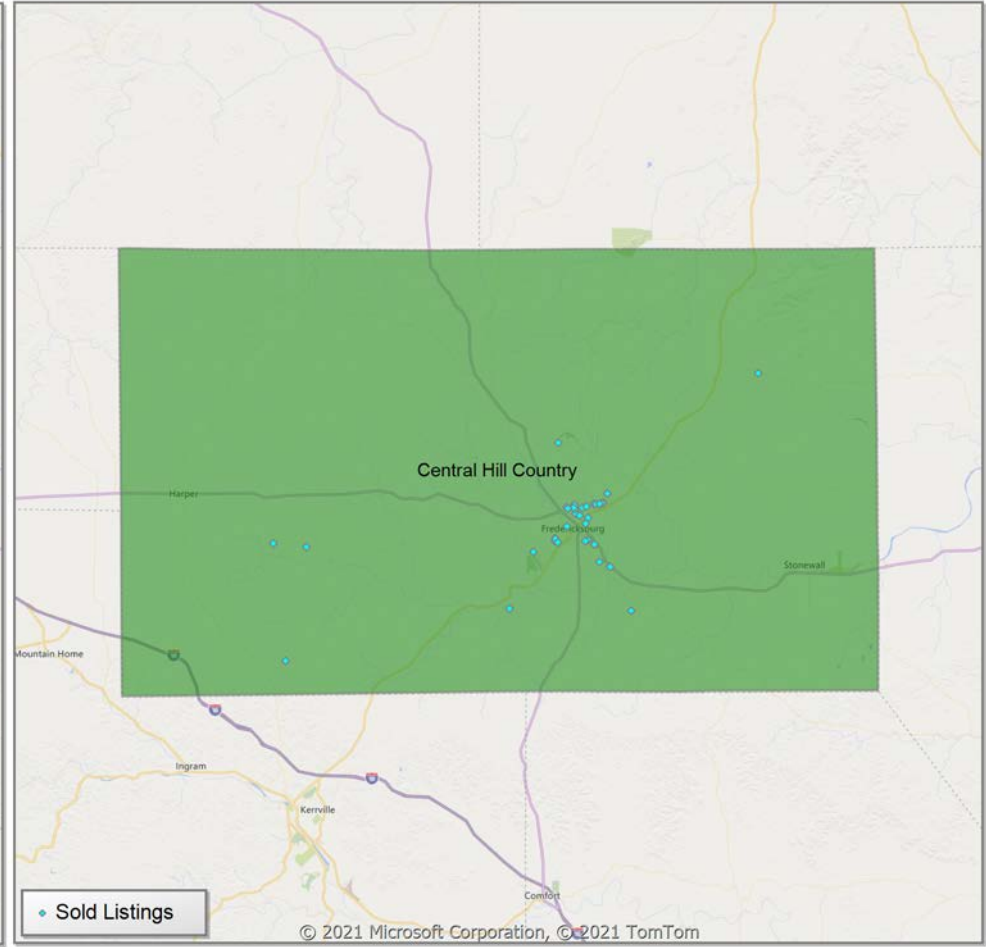 Central Hill Country
Harper
Fredericksburg
Stonewall
Mountain Home
Ingram
Kerrville
Comfort
Sold Listings
© 2021 Microsoft Corporation, © 2021 TomTom